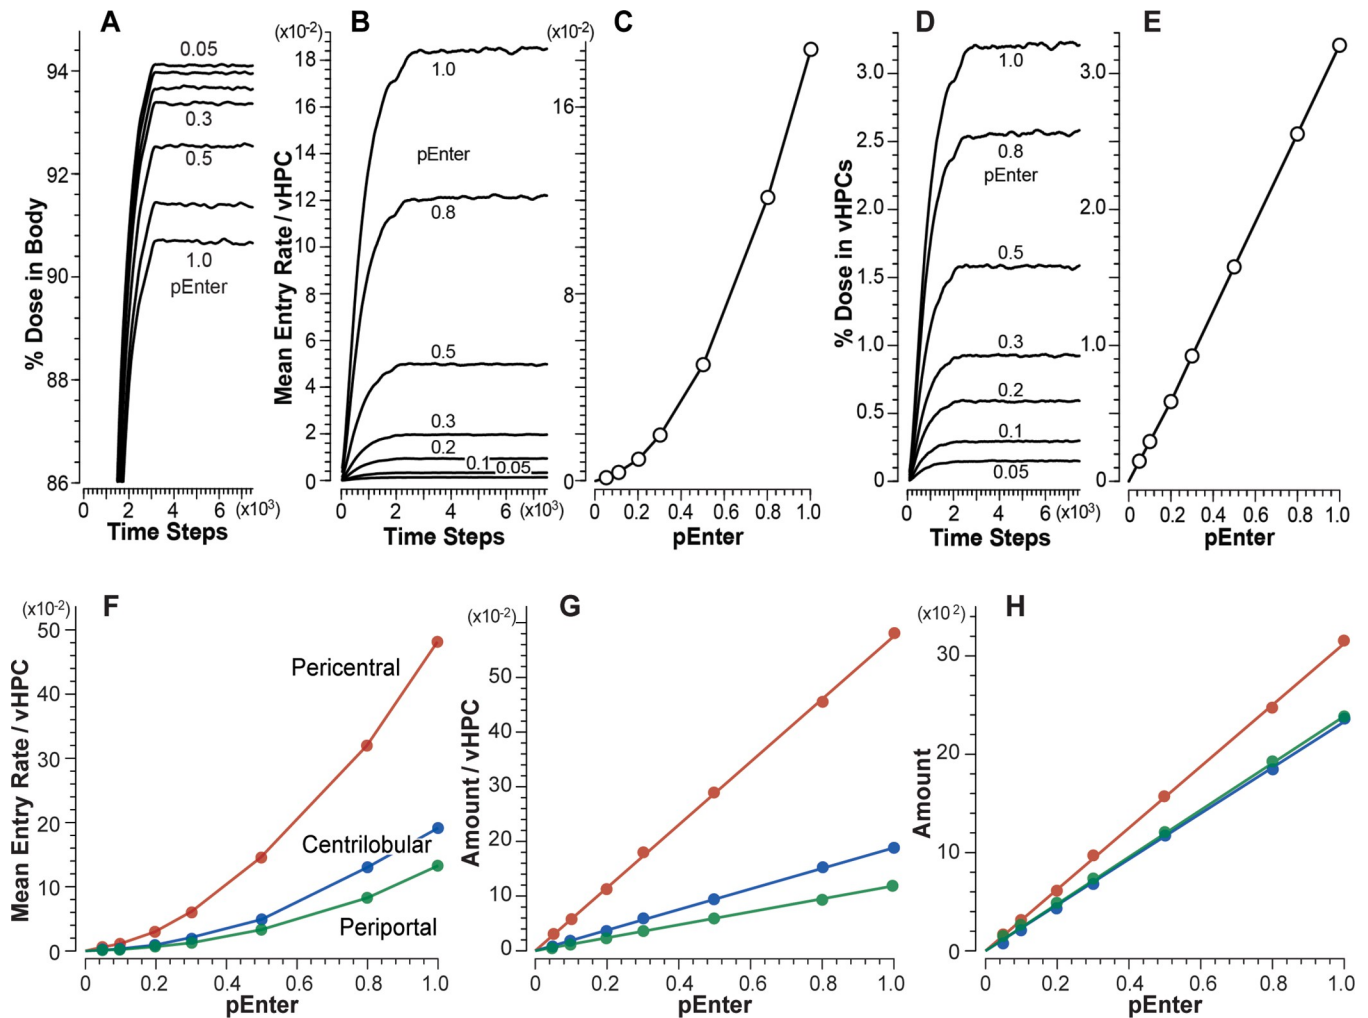 A
% Dose in Body
94
92
90
88
86
0.05
0.3
0.5
1.0
pEnter
0 2 4 6 (x10³)
Time Steps
B
(x10⁻²)
Mean Entry Rate / vHPC
18
16
14
12
10
8
6
4
2
0
1.0
pEnter
0.8
0.5
0.3
0.2
0.1
0.05
0 2 4 6 (x10³)
Time Steps
C
(x10⁻²)
16
8
0
0 0.2 0.4 0.6 0.8 1.0
pEnter
D
% Dose in vHPCs
3.0
2.5
2.0
1.5
1.0
0.5
0
1.0
0.8
pEnter
0.5
0.3
0.2
0.1
0.05
0 2 4 6 (x10³)
Time Steps
E
3.0
2.0
1.0
0
0 0.2 0.4 0.6 0.8 1.0
pEnter
F
(x10⁻²)
Mean Entry Rate / vHPC
50
40
30
20
10
0
Pericentral
Centrilobular
Periportal
0 0.2 0.4 0.6 0.8 1.0
pEnter
G
(x10⁻²)
Amount / vHPC
50
40
30
20
10
0
0 0.2 0.4 0.6 0.8 1.0
pEnter
H
(x10²)
Amount
30
20
10
0
0 0.2 0.4 0.6 0.8 1.0
pEnter